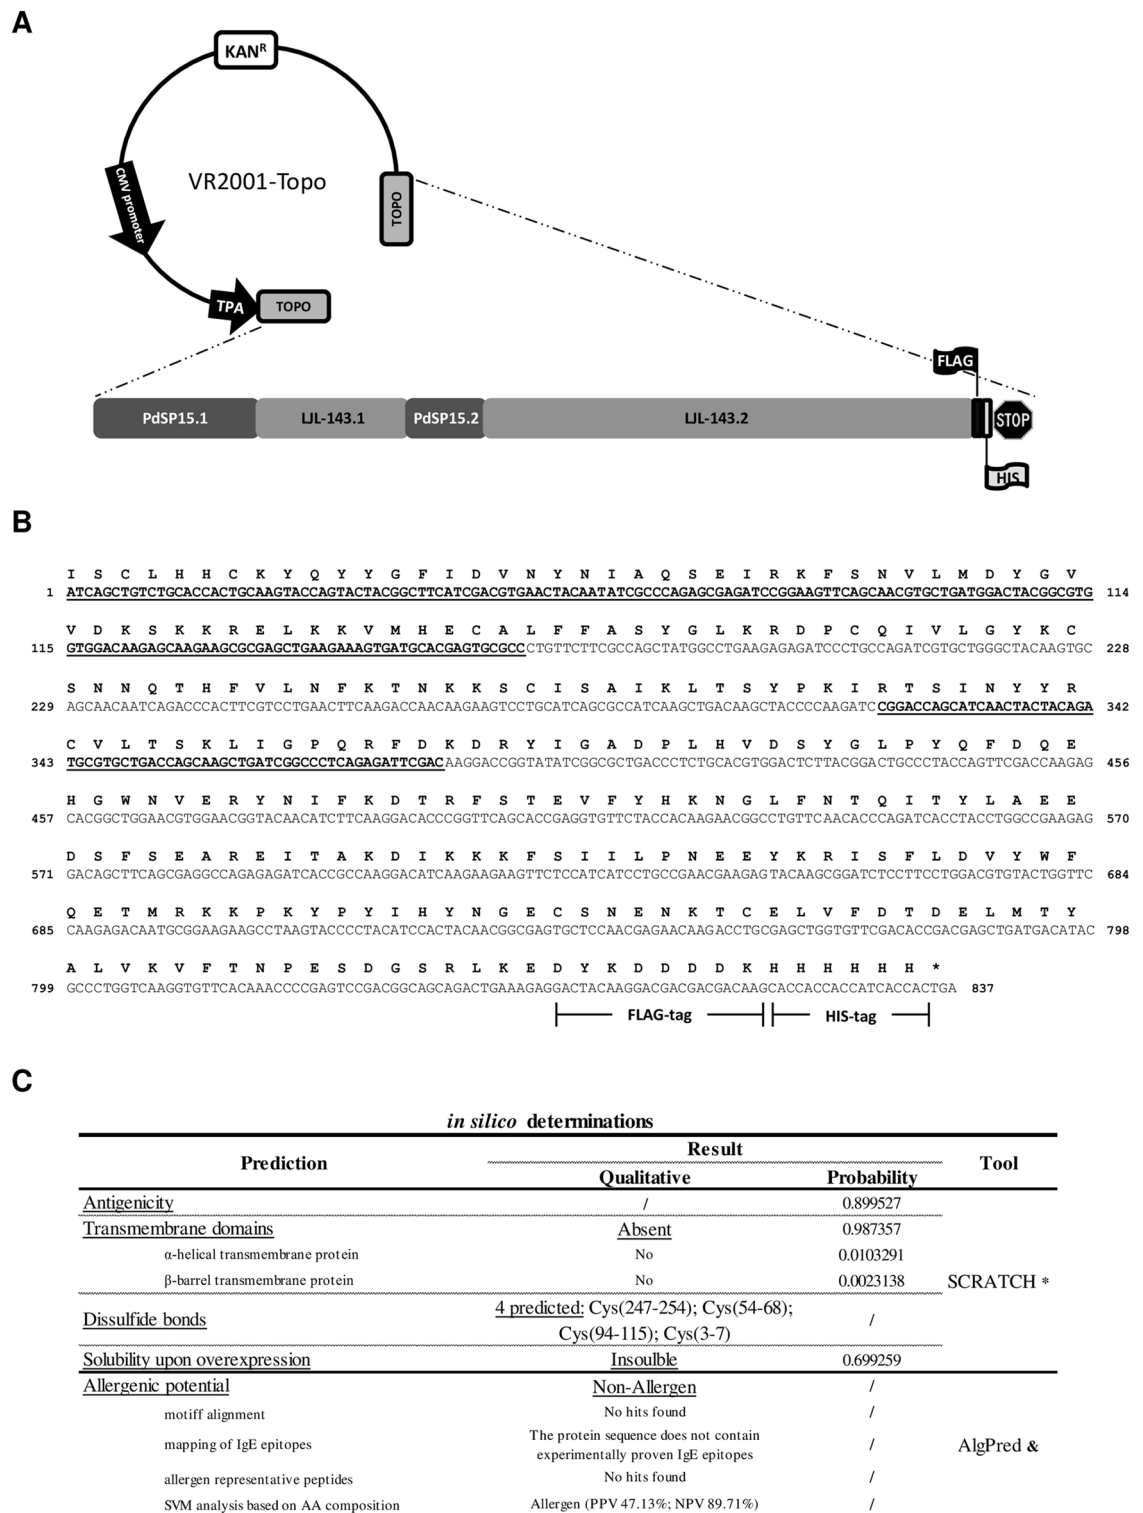 A
KANR
CMV promoter
VR2001-Topo
TOPO
TPA
TOPO
FLAG
PdSP15.1
LJL-143.1
PdSP15.2
LJL-143.2
STOP
HIS
B
I S C L H H C K Y Q Y Y G F I D V N Y N I A Q S E I R K F S N V L M D Y G V
1 ATCAGCTGTCTGCACCACTGCAAGTACCAGTACTACGGCTTCATCGACGTGAACTACAATATCGCCCAGAGCGAGATCCGGAAGTTCAGCAACGTGCTGATGGACTACGGCGTG 114
V D K S K K R E L K K V M H E C A L F F A S Y G L K R D P C Q I V L G Y K C
115 GTGGACAAGAGCAAGAAGCGCGAGCTGAAGAAAGTGATGCACGAGTGCGCCCTGTTCTTCGCCAGCTATGGCCTGAAGAGAGATCCCTGCCAGATCGTGCTGGGCTACAAGTGC 228
S N N Q T H F V L N F K T N K K S C I S A I K L T S Y P K I R T S I N Y Y R
229 AGCAACAATCAGACCCACTTCGTCCTGAACTTCAAGACCAACAAGAAGTCCTGCATCAGCGCCATCAAGCTGACAAGCTACCCCAAGATCCGGACCAGCATCAACTACTACAGA 342
C V L T S K L I G P Q R F D K D R Y I G A D P L H V D S Y G L P Y Q F D Q E
343 TGCGTGCTGACCAGCAAGCTGATCGGCCCTCAGAGATTCGACAAGGACCGGTATATCGGCGCTGACCCTCTGCACGTGGACTCTTACGGACTGCCCTACCAGTTCGACCAAGAG 456
H G W N V E R Y N I F K D T R F S T E V F Y H K N G L F N T Q I T Y L A E E
457 CACGGCTGGAACGTGGAACGGTACAACATCTTCAAGGACACCCGGTTCAGCACCGAGGTGTTCTACCACAAGAACGGCCTGTTCAACACCCAGATCACCTACCTGGCCGAAGAG 570
D S F S E A R E I T A K D I K K K F S I I L P N E E Y K R I S F L D V Y W F
571 GACAGCTTCAGCGAGGCCAGAGAGATCACCGCCAAGGACATCAAGAAGAAGTTCTCCATCATCCTGCCGAACGAAGAGTACAAGCGGATCTCCTTCCTGGACGTGTACTGGTTC 684
Q E T M R K K P K Y P Y I H Y N G E C S N E N K T C E L V F D T D E L M T Y
685 CAAGAGACAATGCGGAAGAAGCCTAAGTACCCCTACATCCACTACAACGGCGAGTGCTCCAACGAGAACAAGACCTGCGAGCTGGTGTTCGACACCGACGAGCTGATGACATAC 798
A L V K V F T N P E S D G S R L K E D Y K D D D D K H H H H H H *
799 GCCCTGGTCAAGGTGTTCACAAACCCCGAGTCCGACGGCAGCAGACTGAAAGAGGACTACAAGGACGACGACGACAAGCACCACCACCATCACCACTGA 837
FLAG-tag HIS-tag
C
in silico determinations
Prediction Result Tool
Qualitative Probability
Antigenicity / 0.899527
Transmembrane domains Absent 0.987357
α-helical transmembrane protein No 0.0103291
β-barrel transmembrane protein No 0.0023138
SCRATCH *
Dissulfide bonds 4 predicted: Cys(247-254); Cys(54-68); /
Cys(94-115); Cys(3-7)
Solubility upon overexpression Insoulble 0.699259
Allergenic potential Non-Allergen /
motiff alignment No hits found /
mapping of IgE epitopes The protein sequence does not contain / AlgPred &
experimentally proven IgE epitopes
allergen representative peptides No hits found /
SVM analysis based on AA composition Allergen (PPV 47.13%; NPV 89.71%) /